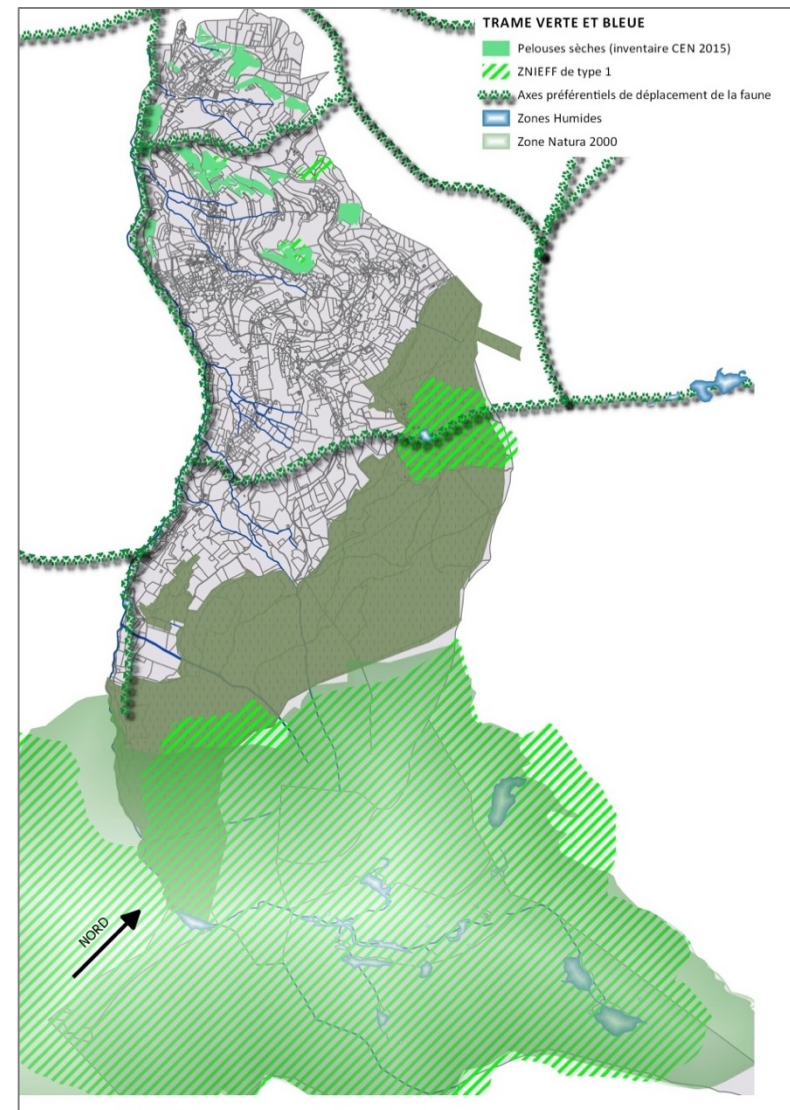 TRAME VERTE ET BLEUE
Pelouses sèches (inventaire CEN 2015)
ZNIEFF de type 1
Axes préférentiels de déplacement de la faune
Zones Humides
Zone Natura 2000
NORD